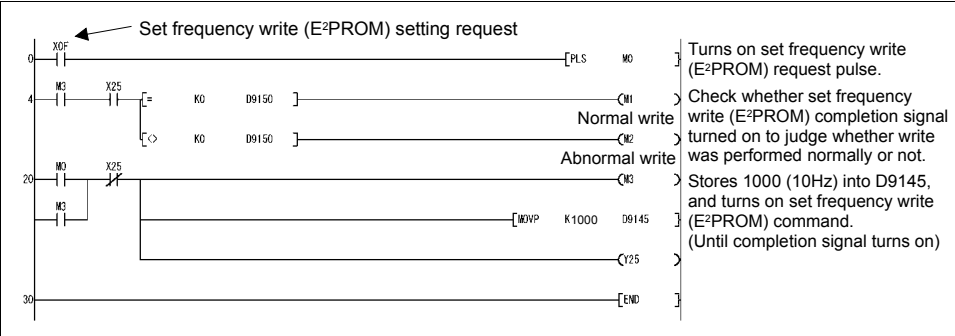 Set frequency write (E²PROM) setting request
X0F
0 [PLS M0 ]
Turns on set frequency write
(E²PROM) request pulse.
M3 X25
4 [= K0 D9150 ] (M1 )
Normal write
[<> K0 D9150 ] (M2 )
Abnormal write
Check whether set frequency
write (E²PROM) completion signal
turned on to judge whether write
was performed normally or not.
M0 X25
20 (M3 )
M3
[MOVP K1000 D9145 ]
(Y25 )
Stores 1000 (10Hz) into D9145,
and turns on set frequency write
(E²PROM) command.
(Until completion signal turns on)
30 [END ]